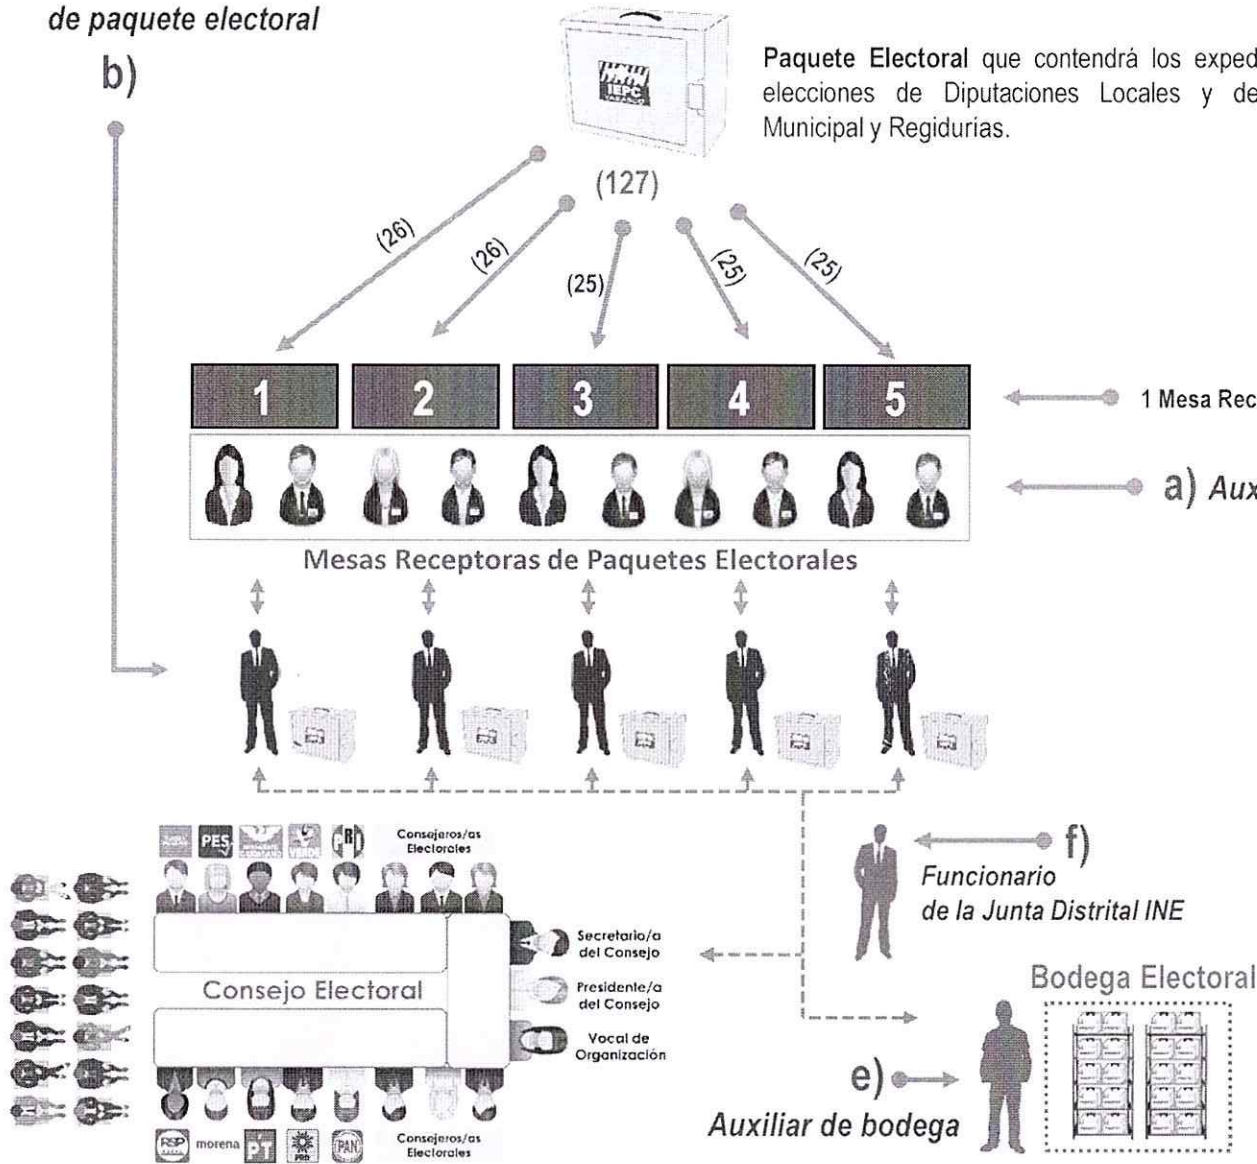 de paquete electoral
b)
IEPC
Paquete Electoral que contendrá los exped
elecciones de Diputaciones Locales y de
Municipal y Regidurías.
(127)
(26)
(26)
(25)
(25)
(25)
1
2
3
4
5
1 Mesa Rec
a) Aux
Mesas Receptoras de Paquetes Electorales
f)
Funcionario
de la Junta Distrital INE
PES
VERDE
PRD
Consejeros/as
Electorales
Secretario/a
del Consejo
Presidente/a
del Consejo
Vocal de
Organización
Consejo Electoral
Bodega Electoral
e)
Auxiliar de bodega
RSP
morena
PT
PAN
Consejeros/as
Electorales